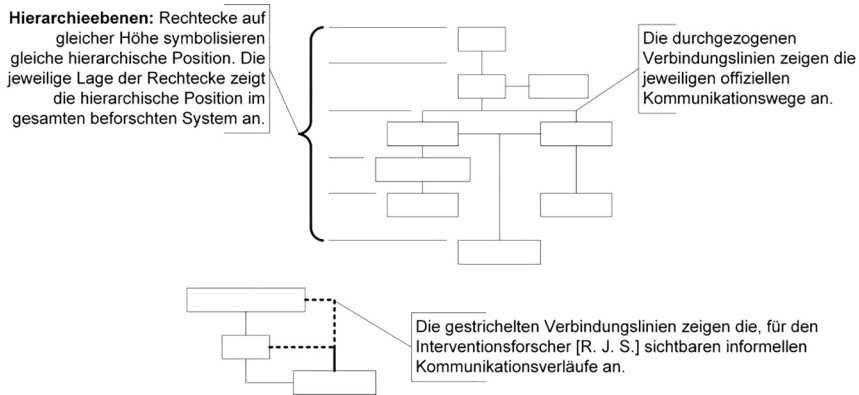 Hierarchieebenen: Rechtecke auf
gleicher Höhe symbolisieren
gleiche hierarchische Position. Die
jeweilige Lage der Rechtecke zeigt
die hierarchische Position im
gesamten beforschten System an.
Die durchgezogenen
Verbindungslinien zeigen die
jeweiligen offiziellen
Kommunikationswege an.
Die gestrichelten Verbindungslinien zeigen die, für den
Interventionsforscher [R. J. S.] sichtbaren informellen
Kommunikationsverläufe an.